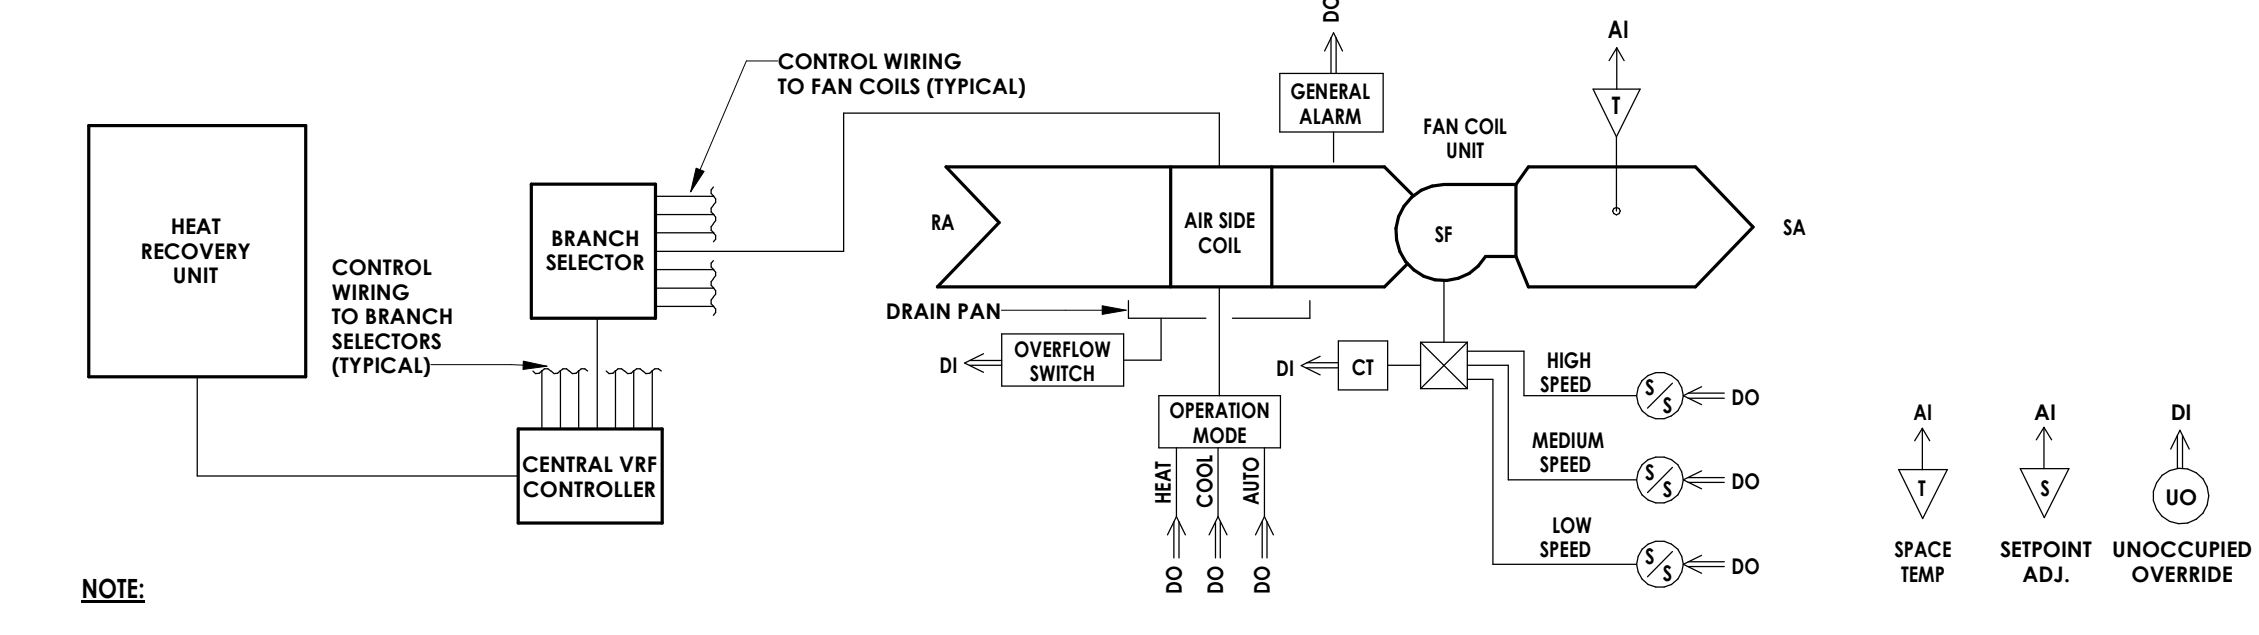 DO
AI
CONTROL WIRING
TO FAN COILS (TYPICAL)
GENERAL
ALARM
T
FAN COIL
UNIT
HEAT
RECOVERY
UNIT
BRANCH
SELECTOR
RA
AIR SIDE
COIL
SF
SA
CONTROL
WIRING
TO BRANCH
SELECTORS
(TYPICAL)
DRAIN PAN
DI
OVERFLOW
SWITCH
DI
CT
HIGH
SPEED
S/S
DO
OPERATION
MODE
MEDIUM
SPEED
S/S
DO
CENTRAL VRF
CONTROLLER
HEAT
COOL
AUTO
LOW
SPEED
S/S
DO
DO
DO
DO
AI
AI
DI
T
S
UO
SPACE
TEMP
SETPOINT
ADJ.
UNOCCUPIED
OVERRIDE
NOTE: